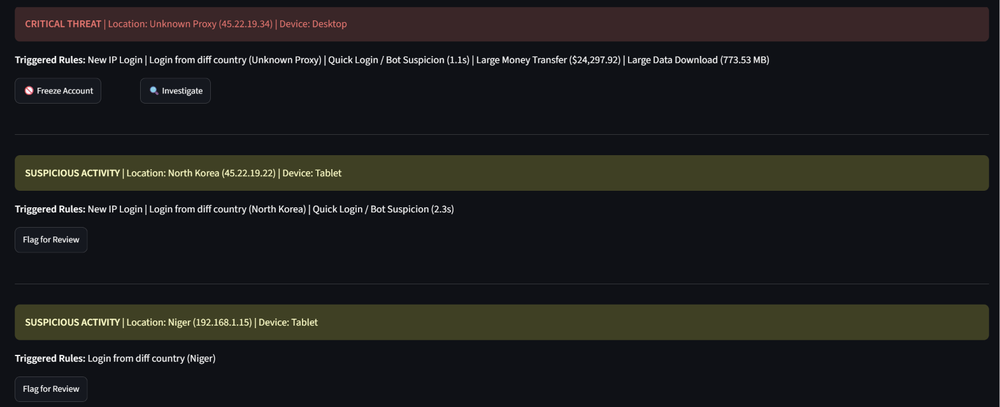 CRITICAL THREAT | Location: Unknown Proxy (45.22.19.34) | Device: Desktop
Triggered Rules: New IP Login | Login from diff country (Unknown Proxy) | Quick Login / Bot Suspicion (1.1s) | Large Money Transfer ($24,297.92) | Large Data Download (773.53 MB)
Freeze Account Investigate
SUSPICIOUS ACTIVITY | Location: North Korea (45.22.19.22) | Device: Tablet
Triggered Rules: New IP Login | Login from diff country (North Korea) | Quick Login / Bot Suspicion (2.3s)
Flag for Review
SUSPICIOUS ACTIVITY | Location: Niger (192.168.1.15) | Device: Tablet
Triggered Rules: Login from diff country (Niger)
Flag for Review